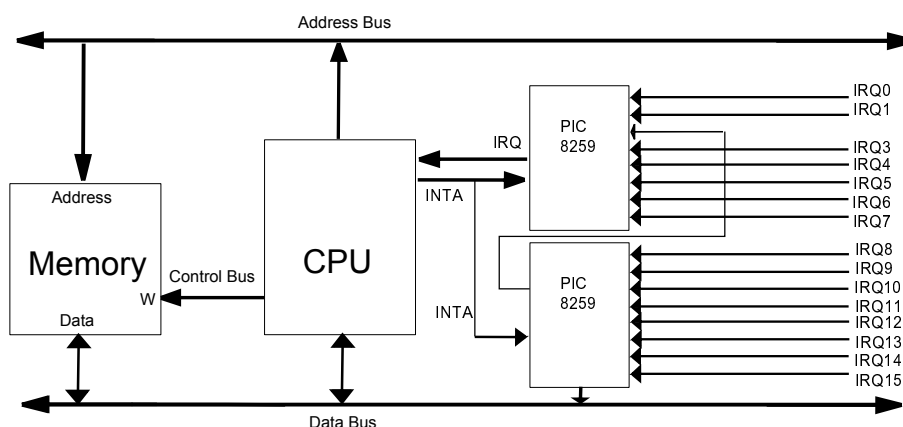 Address Bus
IRQ0
IRQ1
PIC
8259
IRQ
IRQ3
IRQ4
IRQ5
IRQ6
IRQ7
INTA
Address
Memory
CPU
Control Bus
W
Data
IRQ8
IRQ9
PIC
8259
IRQ10
IRQ11
INTA
IRQ12
IRQ13
IRQ14
IRQ15
Data Bus